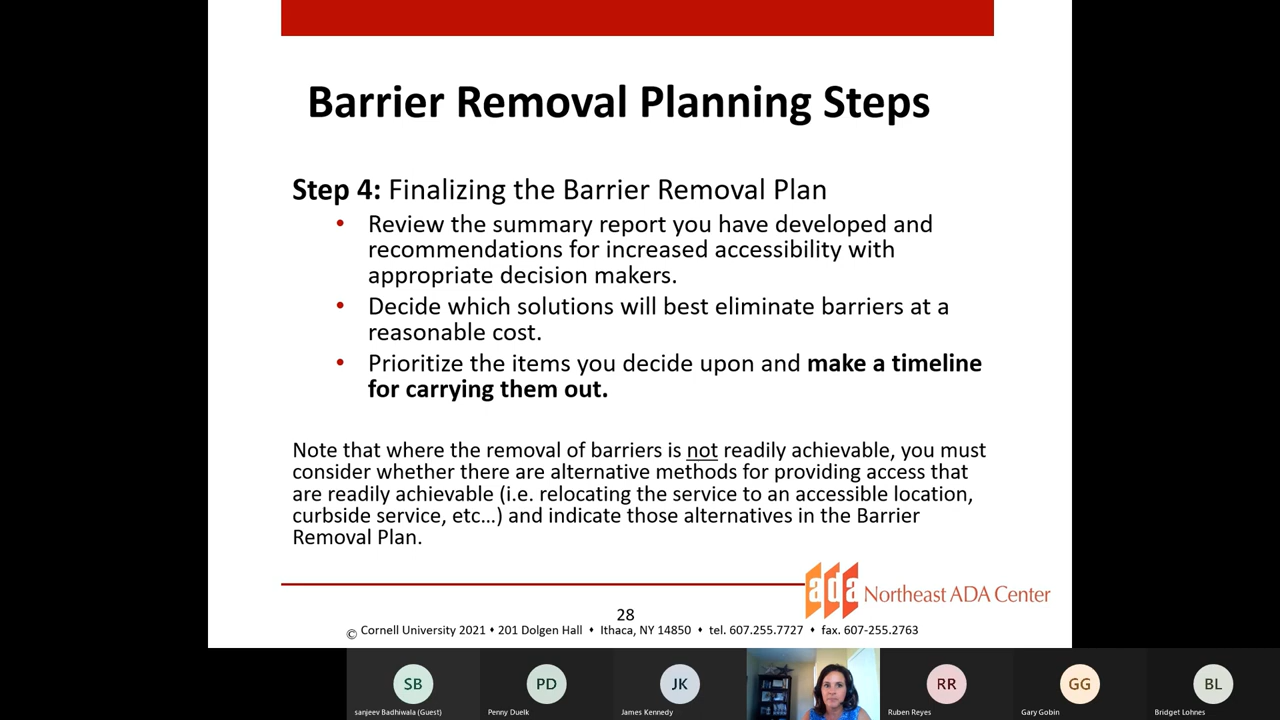 Barrier Removal Planning Steps
Step 4: Finalizing the Barrier Removal Plan
• Review the summary report you have developed and
recommendations for increased accessibility with
appropriate decision makers.
• Decide which solutions will best eliminate barriers at a
reasonable cost.
• Prioritize the items you decide upon and make a timeline
for carrying them out.
Note that where the removal of barriers is not readily achievable, you must
consider whether there are alternative methods for providing access that
are readily achievable (i.e. relocating the service to an accessible location,
curbside service, etc…) and indicate those alternatives in the Barrier
Removal Plan.
ada Northeast ADA Center
28
© Cornell University 2021 • 201 Dolgen Hall • Ithaca, NY 14850 • tel. 607.255.7727 • fax. 607-255.2763
SB PD JK RR GG BL
sanjeev Badhiwala (Guest) Penny Duelk James Kennedy Ruben Reyes Gary Gobin Bridget Lohnes